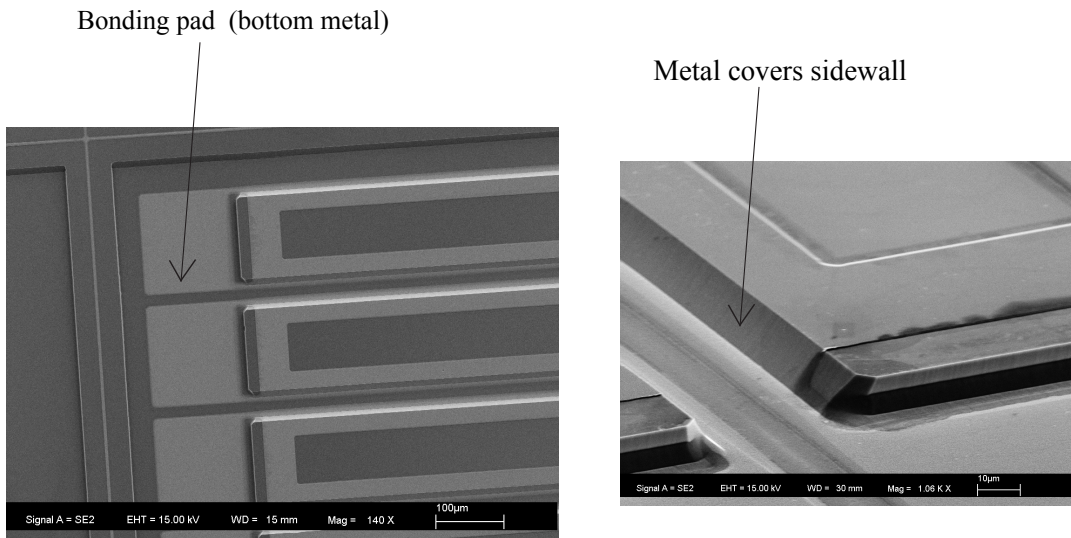 Bonding pad (bottom metal)
Metal covers sidewall
Signal A = SE2 EHT = 15.00 kV WD = 15 mm Mag = 140 X 100µm
Signal A = SE2 EHT = 15.00 kV WD = 30 mm Mag = 1.06 K X 10µm